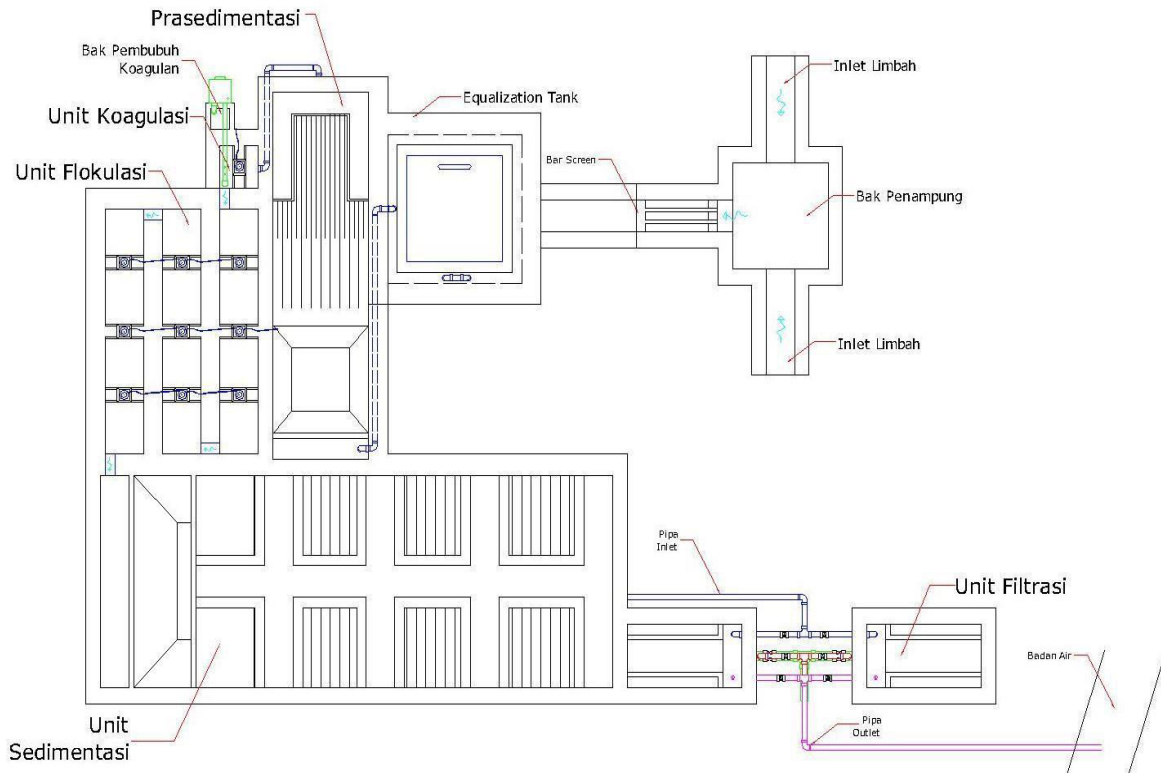 Prasedimentasi
Bak Pembubuh
Koagulan
Unit Koagulasi
Unit Flokulasi
Equalization Tank
Bar Screen
Inlet Limbah
Bak Penampung
Inlet Limbah
Pipa
Inlet
Unit Filtrasi
Badan Air
Unit
Sedimentasi
Pipa
Outlet